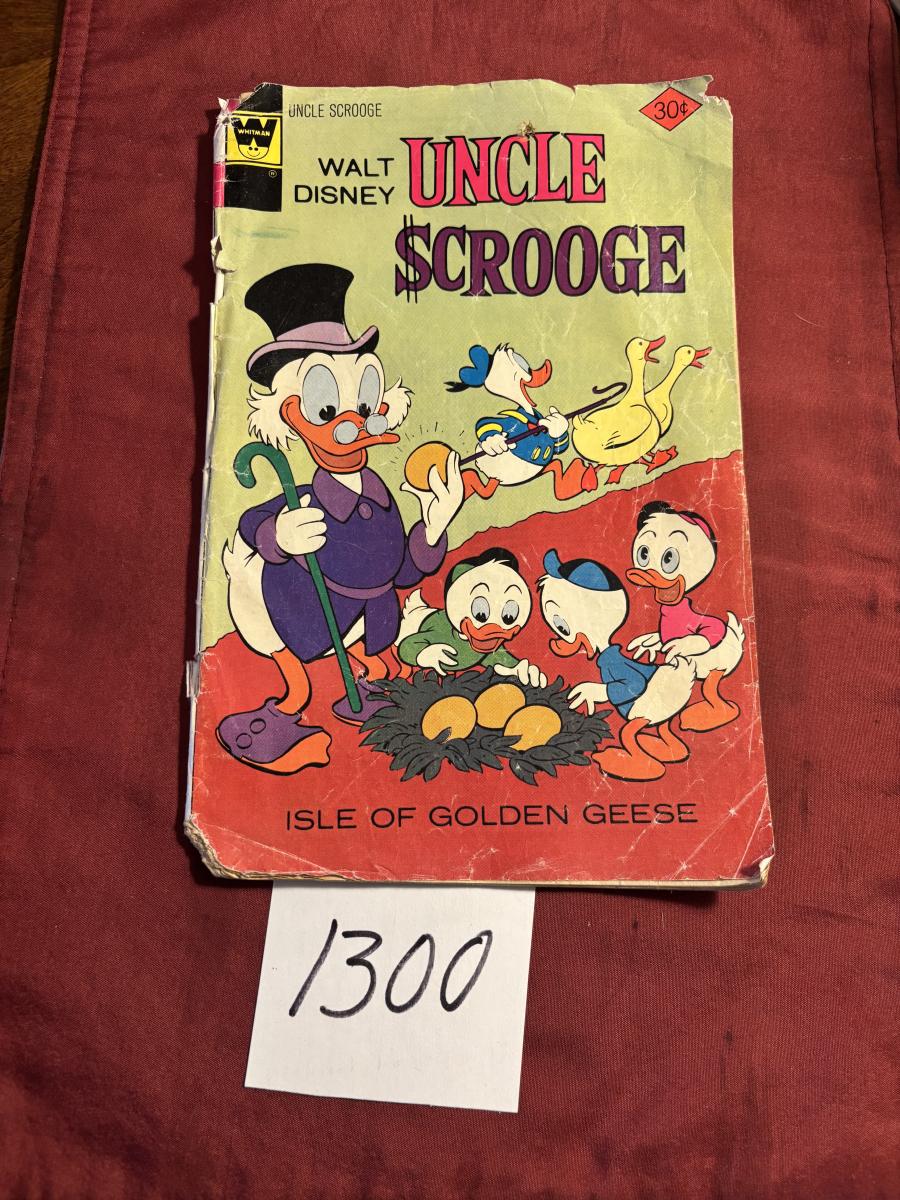 WHITMAN
®
UNCLE SCROOGE
30¢
WALT
DISNEY
UNCLE
$CROOGE
ISLE OF GOLDEN GEESE
1300